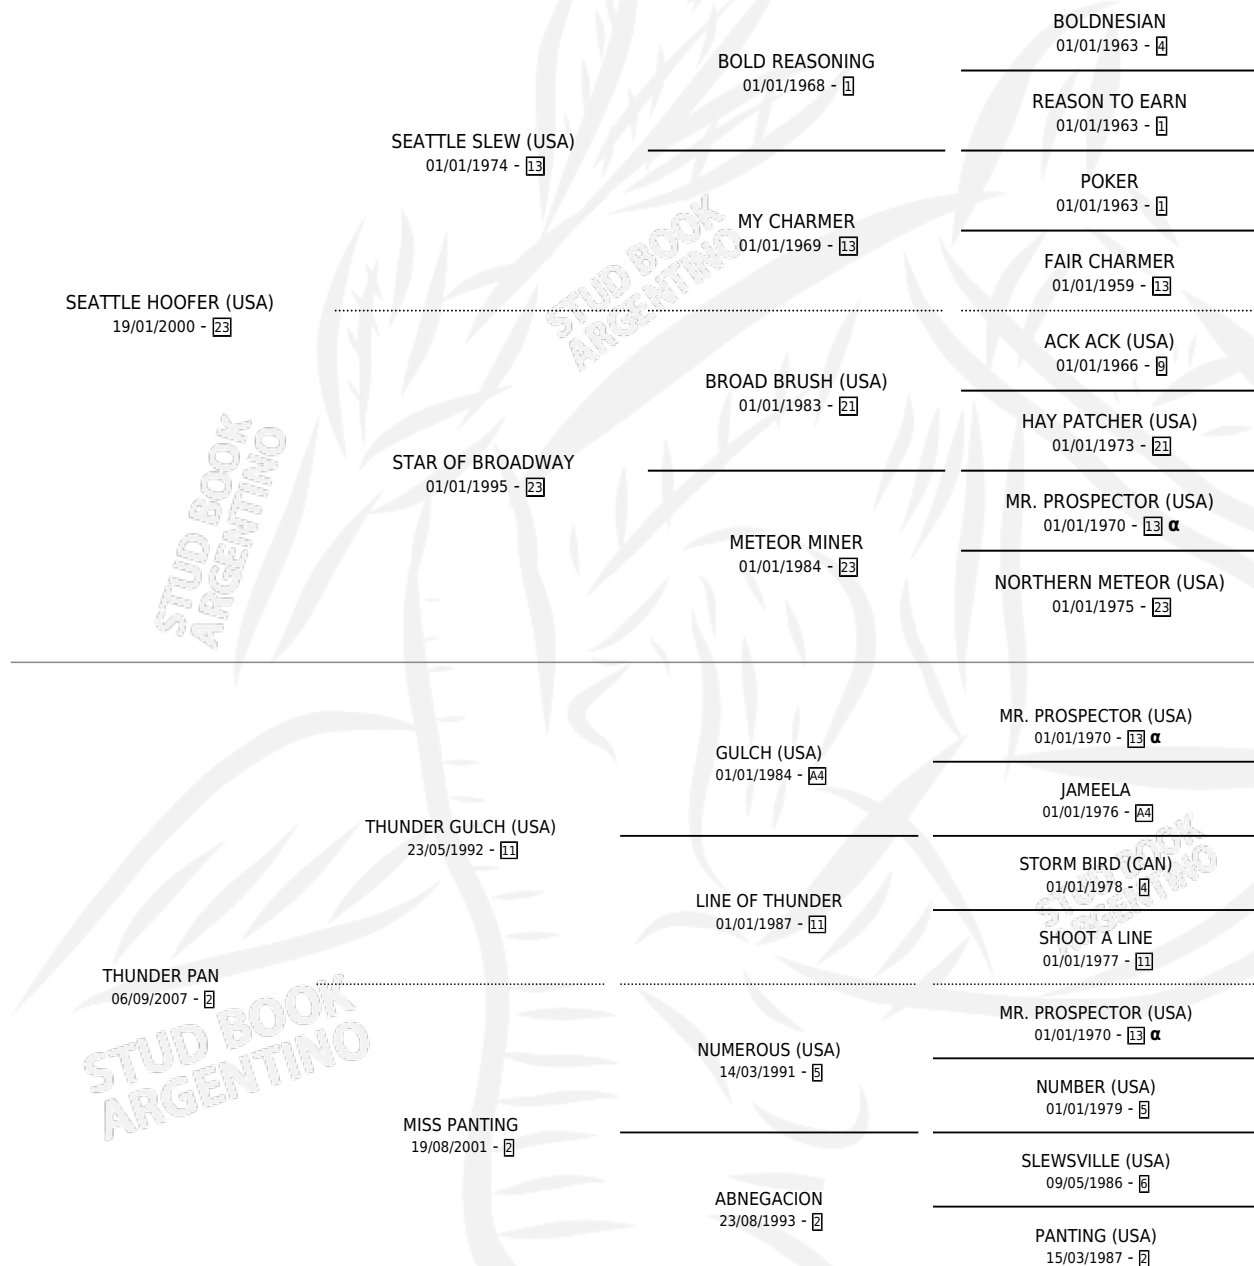 BOLDNESIAN
01/01/1963 - 4
BOLD REASONING
01/01/1968 - 1
REASON TO EARN
01/01/1963 - 1
SEATTLE SLEW (USA)
01/01/1974 - 13
POKER
01/01/1963 - 1
MY CHARMER
01/01/1969 - 13
FAIR CHARMER
01/01/1959 - 13
SEATTLE HOOFER (USA)
19/01/2000 - 23
STUD BOOK
ARGENTINO
ACK ACK (USA)
01/01/1966 - 9
BROAD BRUSH (USA)
01/01/1983 - 21
HAY PATCHER (USA)
01/01/1973 - 21
STAR OF BROADWAY
01/01/1995 - 23
STUD BOOK
ARGENTINO
MR. PROSPECTOR (USA)
01/01/1970 - 13 α
METEOR MINER
01/01/1984 - 23
NORTHERN METEOR (USA)
01/01/1975 - 23
MR. PROSPECTOR (USA)
01/01/1970 - 13 α
GULCH (USA)
01/01/1984 - A4
JAMEELA
01/01/1976 - A4
THUNDER GULCH (USA)
23/05/1992 - 11
STORM BIRD (CAN)
01/01/1978 - 4
STUD BOOK
ARGENTINO
LINE OF THUNDER
01/01/1987 - 11
SHOOT A LINE
01/01/1977 - 11
THUNDER PAN
06/09/2007 - 2
STUD BOOK
ARGENTINO
MR. PROSPECTOR (USA)
01/01/1970 - 13 α
NUMEROUS (USA)
14/03/1991 - 5
NUMBER (USA)
01/01/1979 - 5
MISS PANTING
19/08/2001 - 2
SLEWSVILLE (USA)
09/05/1986 - 6
ABNEGACION
23/08/1993 - 2
PANTING (USA)
15/03/1987 - 2